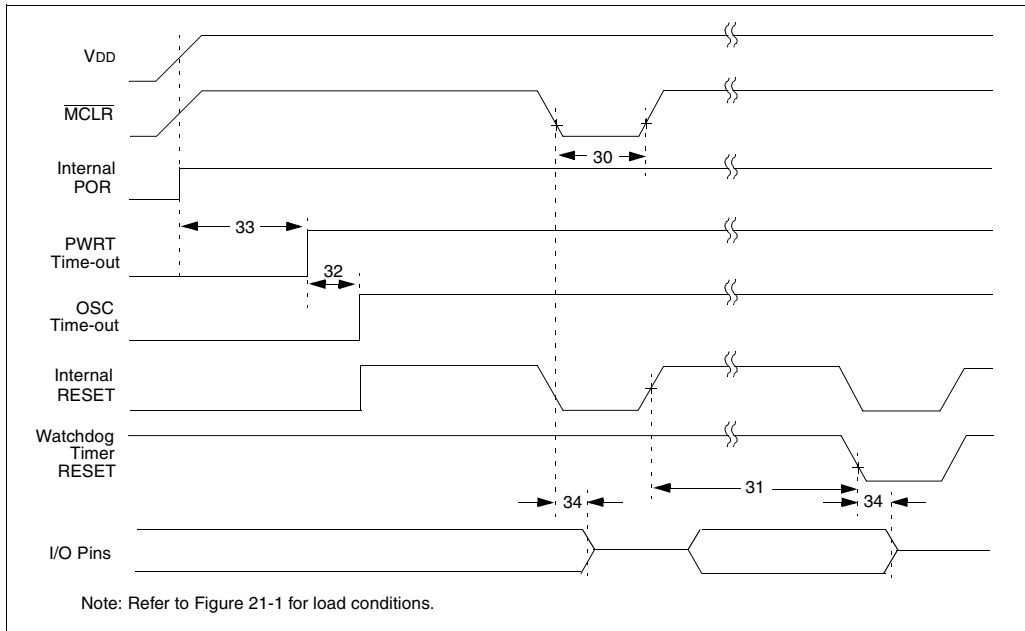 VDD
MCLR
30
Internal
POR
33
PWRT
Time-out
32
OSC
Time-out
Internal
RESET
Watchdog
Timer
RESET
31
34
34
I/O Pins
Note: Refer to Figure 21-1 for load conditions.